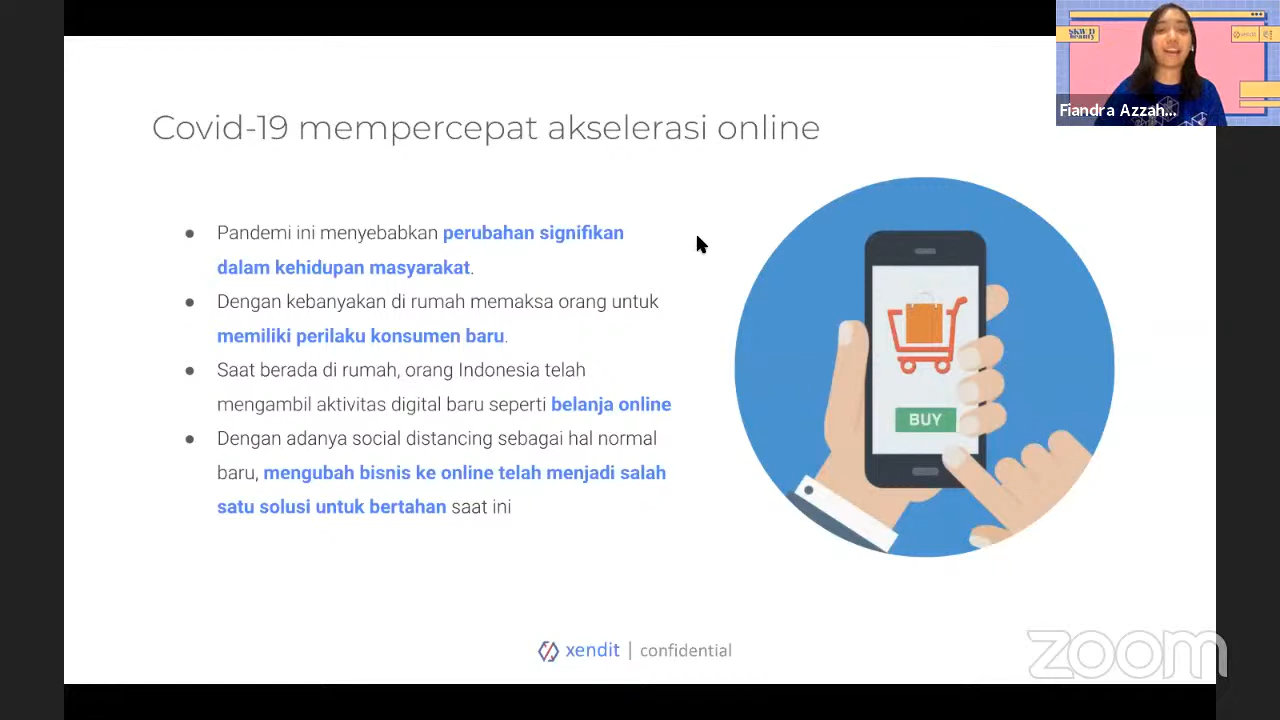 SKWAD
beauty
Fiandra Azzah...
Covid-19 mempercepat akselerasi online
● Pandemi ini menyebabkan perubahan signifikan
dalam kehidupan masyarakat.
● Dengan kebanyakan di rumah memaksa orang untuk
memiliki perilaku konsumen baru.
● Saat berada di rumah, orang Indonesia telah
mengambil aktivitas digital baru seperti belanja online
● Dengan adanya social distancing sebagai hal normal
baru, mengubah bisnis ke online telah menjadi salah
satu solusi untuk bertahan saat ini
BUY
xendit | confidential
zoom